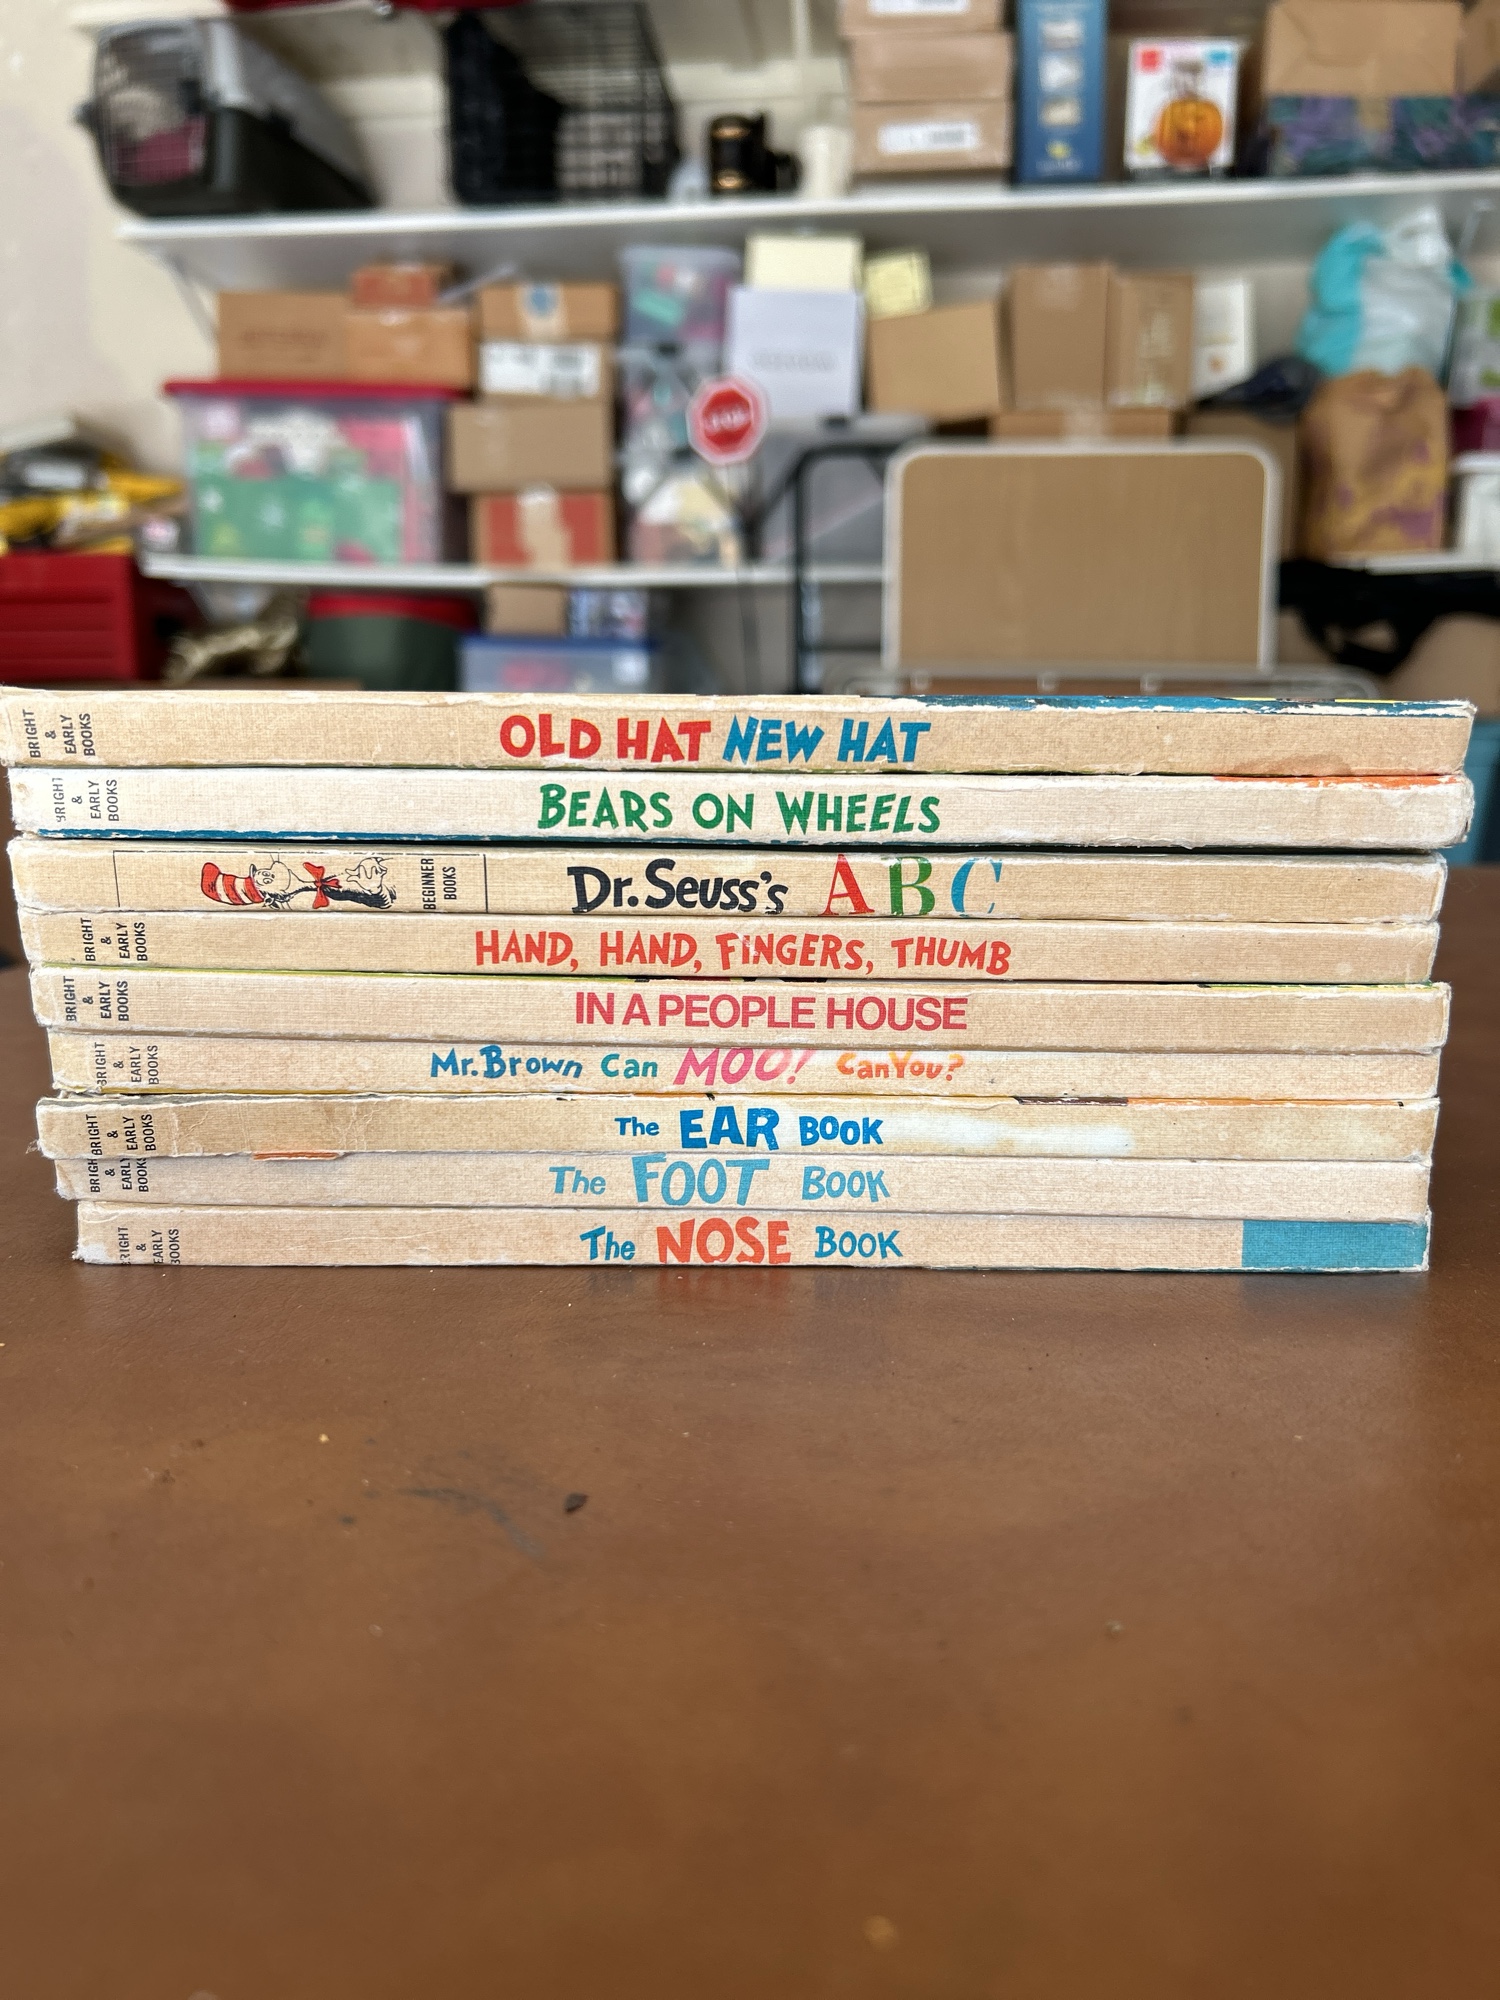 BRIGHT & EARLY BOOKS OLD HAT NEW HAT
BRIGHT & EARLY BOOKS BEARS ON WHEELS
BEGINNER BOOKS Dr. Seuss's ABC
BRIGHT & EARLY BOOKS HAND, HAND, FINGERS, THUMB
BRIGHT & EARLY BOOKS IN A PEOPLE HOUSE
BRIGHT & EARLY BOOKS Mr. Brown Can MOO! Can You?
BRIGHT & EARLY BOOKS The EAR BOOK
BRIGHT & EARLY BOOKS The FOOT BOOK
BRIGHT & EARLY BOOKS The NOSE BOOK